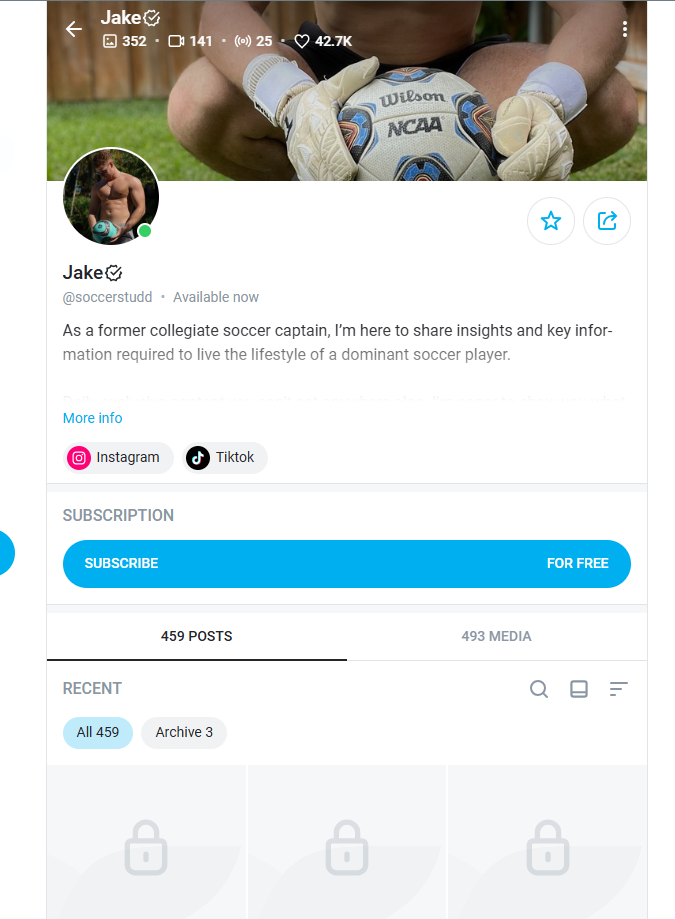 Jake
352 • 141 • 25 • 42.7K
Wilson
NCAA
Jake
@soccerstudd • Available now
As a former collegiate soccer captain, I'm here to share insights and key infor-
mation required to live the lifestyle of a dominant soccer player.
More info
Instagram
Tiktok
SUBSCRIPTION
SUBSCRIBE FOR FREE
459 POSTS
493 MEDIA
RECENT
All 459
Archive 3